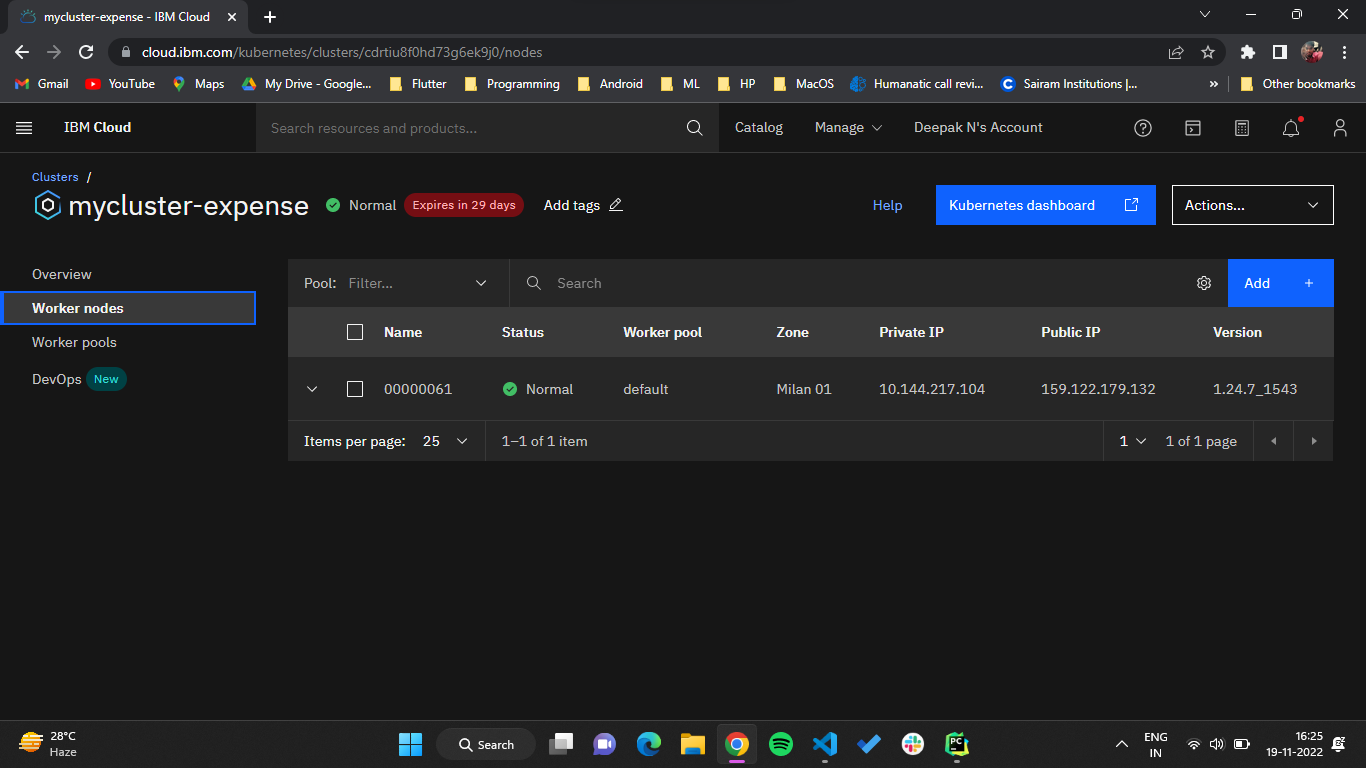 mycluster-expense - IBM Cloud
cloud.ibm.com/kubernetes/clusters/cdrtiu8f0hd73g6ek9j0/nodes
Gmail YouTube Maps My Drive - Google... Flutter Programming Android ML HP MacOS Humanatic call revi... Sairam Institutions |... » Other bookmarks
IBM Cloud Search resources and products... Catalog Manage Deepak N's Account
Clusters /
mycluster-expense Normal Expires in 29 days Add tags Help Kubernetes dashboard Actions...
Overview
Worker nodes
Worker pools
DevOps New
Pool: Filter... Search Add +
Name Status Worker pool Zone Private IP Public IP Version
00000061 Normal default Milan 01 10.144.217.104 159.122.179.132 1.24.7_1543
Items per page: 25 1–1 of 1 item 1 1 of 1 page
28°C
Haze
Search
ENG
IN
16:25
19-11-2022